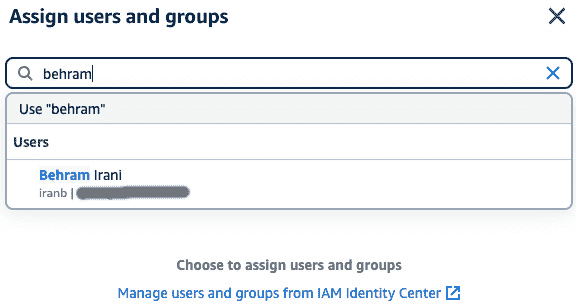 Assign users and groups
behram
Use "behram"
Users
Behram Irani
iranb |
Choose to assign users and groups
Manage users and groups from IAM Identity Center